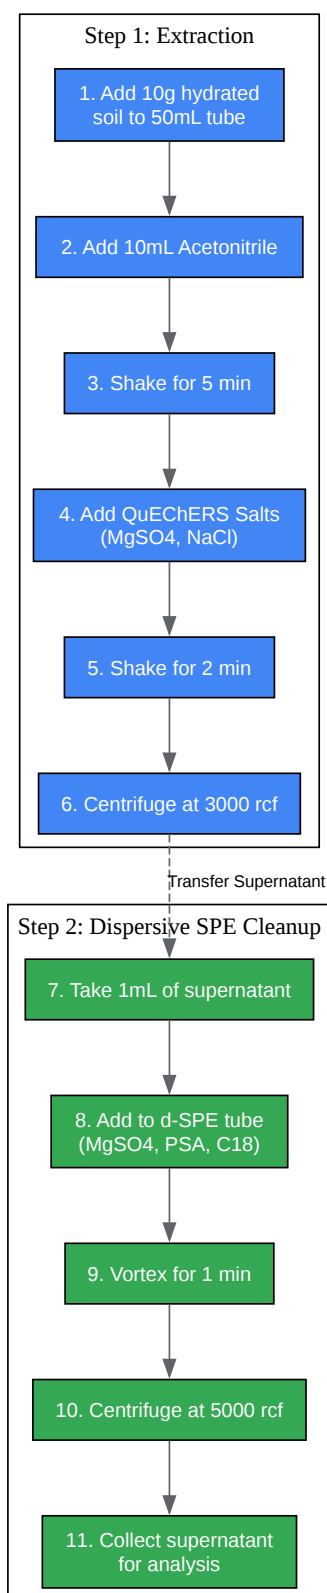 Step 1: Extraction
1. Add 10g hydrated
soil to 50mL tube
2. Add 10mL Acetonitrile
3. Shake for 5 min
4. Add QuEChERS Salts
(MgSO4, NaCl)
5. Shake for 2 min
6. Centrifuge at 3000 rcf
Transfer Supernatant
Step 2: Dispersive SPE Cleanup
7. Take 1mL of supernatant
8. Add to d-SPE tube
(MgSO4, PSA, C18)
9. Vortex for 1 min
10. Centrifuge at 5000 rcf
11. Collect supernatant
for analysis